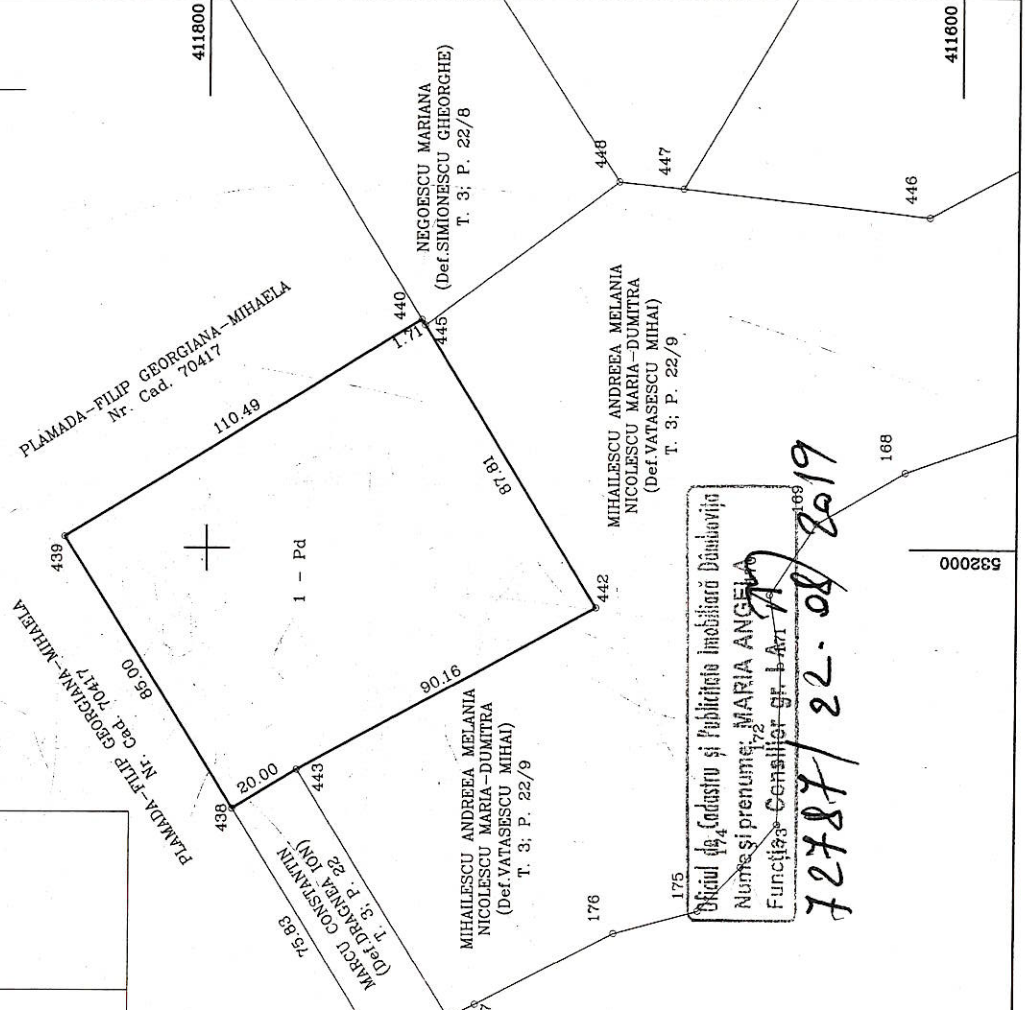 411800
411600
532000
PLAMADA-FILIP GEORGIANA-MIHAELA
Nr. Cad. 70417
110.49
NEGOESCU MARIANA
(Def.SIMIONESCU GHEORGHE)
T. 3; P. 22/8
440
1.71
445
448
447
446
439
1 - Pd
87.81
MIHAILESCU ANDREEA MELANIA
NICOLESCU MARIA-DUMITRA
(Def.VATASESCU MIHAI)
T. 3; P. 22/9
442
168
PLAMADA-FILIP GEORGIANA-MIHAELA
Nr. Cad. 70417
85.00
90.16
438
20.00
443
MARCU CONSTANTIN
(Def.DRAGNEA ION)
T. 3; P. 22
75.83
MIHAILESCU ANDREEA MELANIA
NICOLESCU MARIA-DUMITRA
(Def.VATASESCU MIHAI)
T. 3; P. 22/9
176
175
174
173
172
169
Oficiul de Cadastru și Publicitate Imobiliară Dâmbovița
Nume și prenume: MARIA ANGELA
Funcția: Consilier gr. I A
72787/22-08/2019